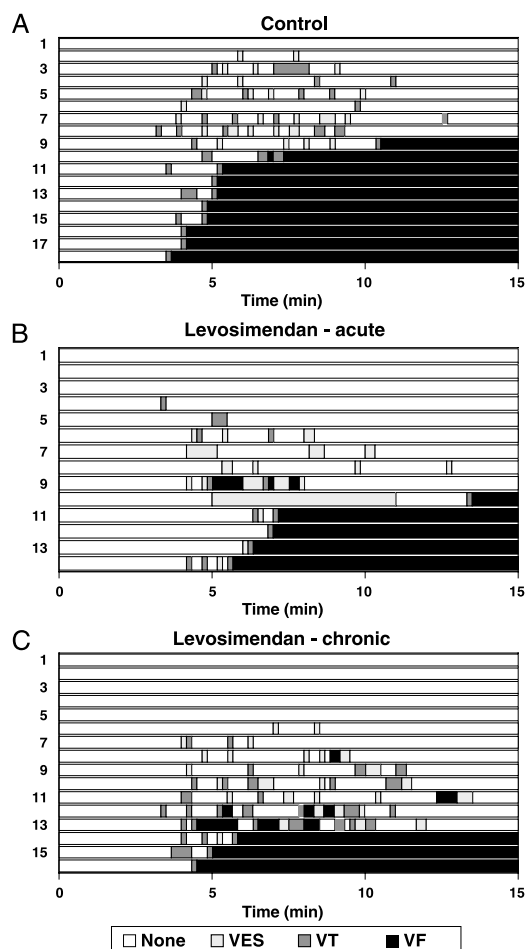 A
Control
1
3
5
7
9
11
13
15
17
0 5 10 15
Time (min)
B
Levosimendan - acute
1
3
5
7
9
11
13
0 5 10 15
Time (min)
C
Levosimendan - chronic
1
3
5
7
9
11
13
15
0 5 10 15
Time (min)
None VES VT VF